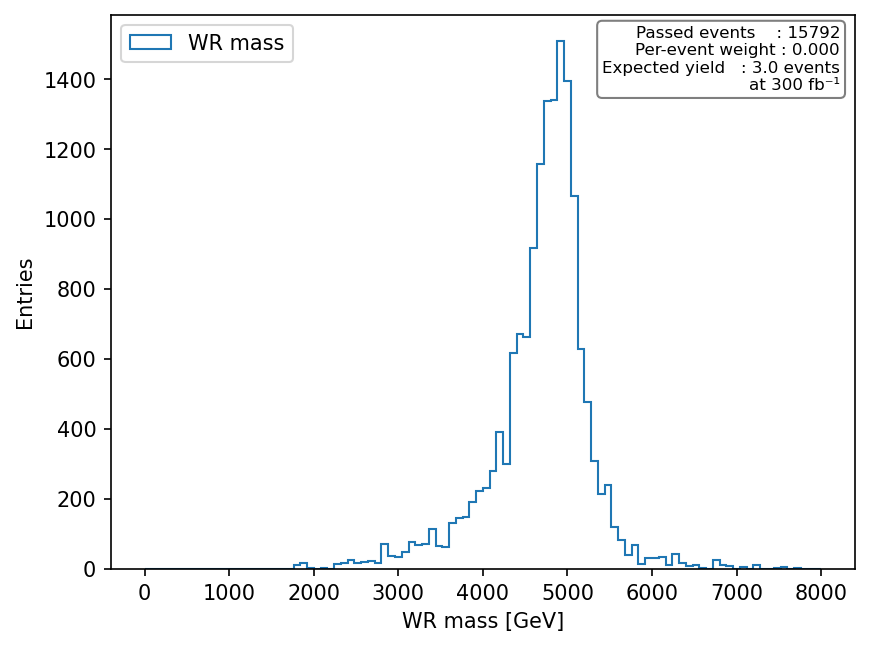 WR mass
Passed events    : 15792
Per-event weight : 0.000
Expected yield   : 3.0 events
at 300 fb⁻¹
Entries
1400
1200
1000
800
600
400
200
0
0 1000 2000 3000 4000 5000 6000 7000 8000
WR mass [GeV]